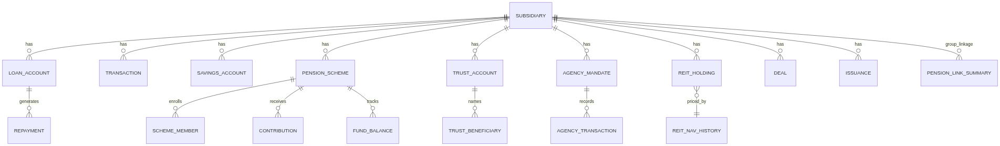 SUBSIDIARY
has
has
has
has
has
has
has
has
has
group_linkage
LOAN_ACCOUNT
TRANSACTION
SAVINGS_ACCOUNT
PENSION_SCHEME
TRUST_ACCOUNT
AGENCY_MANDATE
REIT_HOLDING
DEAL
ISSUANCE
PENSION_LINK_SUMMARY
generates
enrolls
receives
tracks
names
records
priced_by
REPAYMENT
SCHEME_MEMBER
CONTRIBUTION
FUND_BALANCE
TRUST_BENEFICIARY
AGENCY_TRANSACTION
REIT_NAV_HISTORY